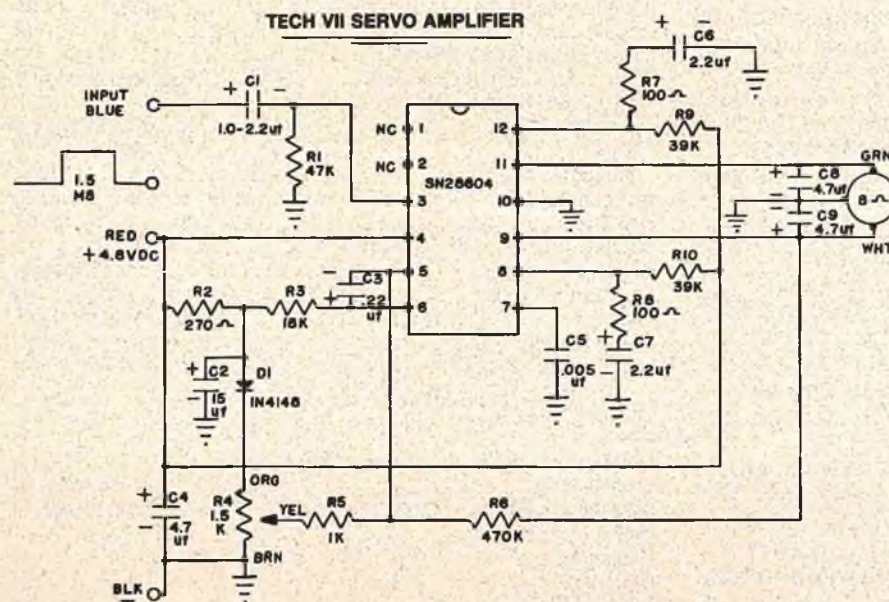 TECH VII SERVO AMPLIFIER
INPUT
BLUE
+ C1 -
1.0-2.2uf
R1
47K
1.5
MS
RED
+4.8VDC
R2
270Ω
R3
18K
- C3
+ .22
uf
C2
+
-
15
uf
D1
IN4148
ORG
R4
1.5
K
YEL
BRN
R5
1K
R6
470K
+ C4
- 4.7
uf
BLK
-
NC 1
NC 2
3
4
5
6
SN28604
12
11
10
9
8
7
R7
100Ω
+ C6 -
2.2uf
R9
39K
R10
39K
R8
100Ω
C5
.005
uf
+ C7
- 2.2uf
GRN
+ C8
- 4.7uf
- C9
+ 4.7uf
8Ω
WHT